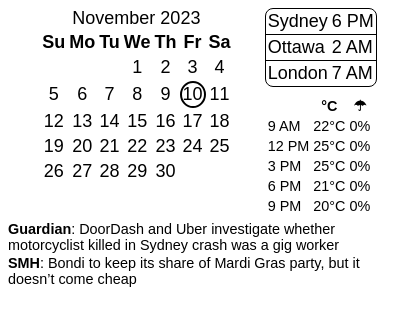 November 2023
Su Mo Tu We Th Fr Sa
1 2 3 4
5 6 7 8 9 10 11
12 13 14 15 16 17 18
19 20 21 22 23 24 25
26 27 28 29 30
Sydney 6 PM
Ottawa 2 AM
London 7 AM
°C ☂
9 AM 22°C 0%
12 PM 25°C 0%
3 PM 25°C 0%
6 PM 21°C 0%
9 PM 20°C 0%
Guardian: DoorDash and Uber investigate whether
motorcyclist killed in Sydney crash was a gig worker
SMH: Bondi to keep its share of Mardi Gras party, but it
doesn’t come cheap